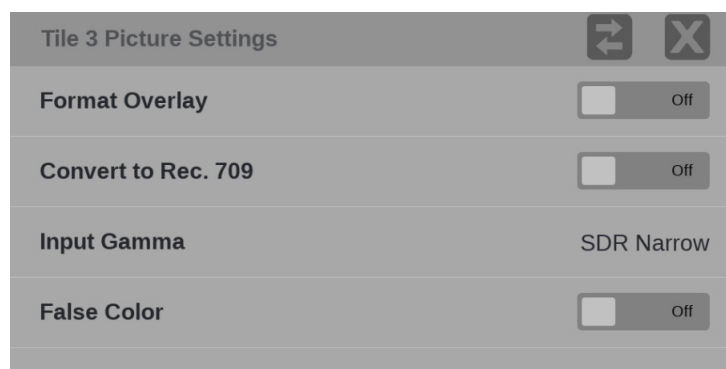 Tile 3 Picture Settings
Format Overlay Off
Convert to Rec. 709 Off
Input Gamma SDR Narrow
False Color Off